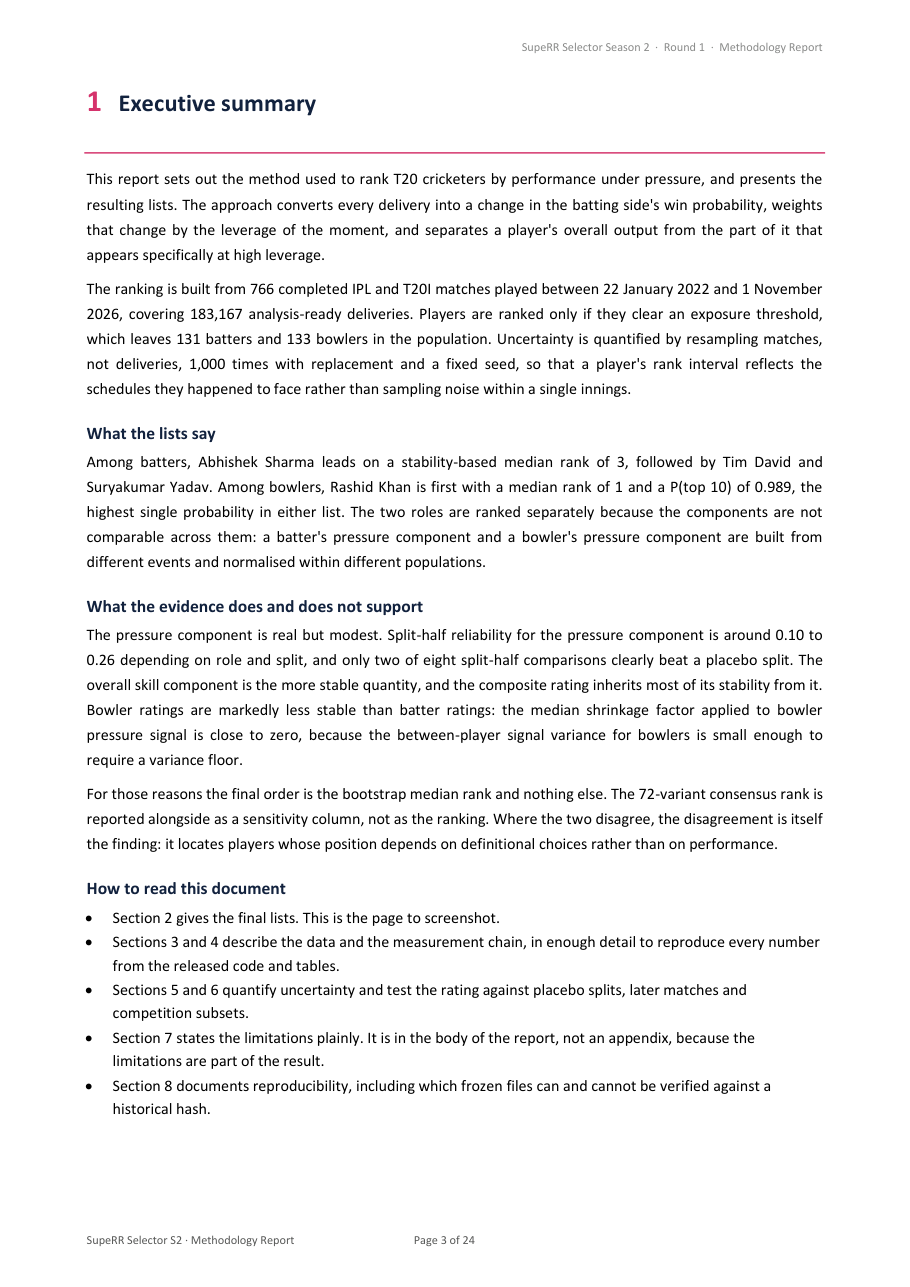 SupeRR Selector Season 2 · Round 1 · Methodology Report
1 Executive summary
This report sets out the method used to rank T20 cricketers by performance under pressure, and presents the
resulting lists. The approach converts every delivery into a change in the batting side's win probability, weights
that change by the leverage of the moment, and separates a player's overall output from the part of it that
appears specifically at high leverage.
The ranking is built from 766 completed IPL and T20I matches played between 22 January 2022 and 1 November
2026, covering 183,167 analysis-ready deliveries. Players are ranked only if they clear an exposure threshold,
which leaves 131 batters and 133 bowlers in the population. Uncertainty is quantified by resampling matches,
not deliveries, 1,000 times with replacement and a fixed seed, so that a player's rank interval reflects the
schedules they happened to face rather than sampling noise within a single innings.
What the lists say
Among batters, Abhishek Sharma leads on a stability-based median rank of 3, followed by Tim David and
Suryakumar Yadav. Among bowlers, Rashid Khan is first with a median rank of 1 and a P(top 10) of 0.989, the
highest single probability in either list. The two roles are ranked separately because the components are not
comparable across them: a batter's pressure component and a bowler's pressure component are built from
different events and normalised within different populations.
What the evidence does and does not support
The pressure component is real but modest. Split-half reliability for the pressure component is around 0.10 to
0.26 depending on role and split, and only two of eight split-half comparisons clearly beat a placebo split. The
overall skill component is the more stable quantity, and the composite rating inherits most of its stability from it.
Bowler ratings are markedly less stable than batter ratings: the median shrinkage factor applied to bowler
pressure signal is close to zero, because the between-player signal variance for bowlers is small enough to
require a variance floor.
For those reasons the final order is the bootstrap median rank and nothing else. The 72-variant consensus rank is
reported alongside as a sensitivity column, not as the ranking. Where the two disagree, the disagreement is itself
the finding: it locates players whose position depends on definitional choices rather than on performance.
How to read this document
• Section 2 gives the final lists. This is the page to screenshot.
• Sections 3 and 4 describe the data and the measurement chain, in enough detail to reproduce every number
from the released code and tables.
• Sections 5 and 6 quantify uncertainty and test the rating against placebo splits, later matches and
competition subsets.
• Section 7 states the limitations plainly. It is in the body of the report, not an appendix, because the
limitations are part of the result.
• Section 8 documents reproducibility, including which frozen files can and cannot be verified against a
historical hash.
SupeRR Selector S2 · Methodology Report Page 3 of 24